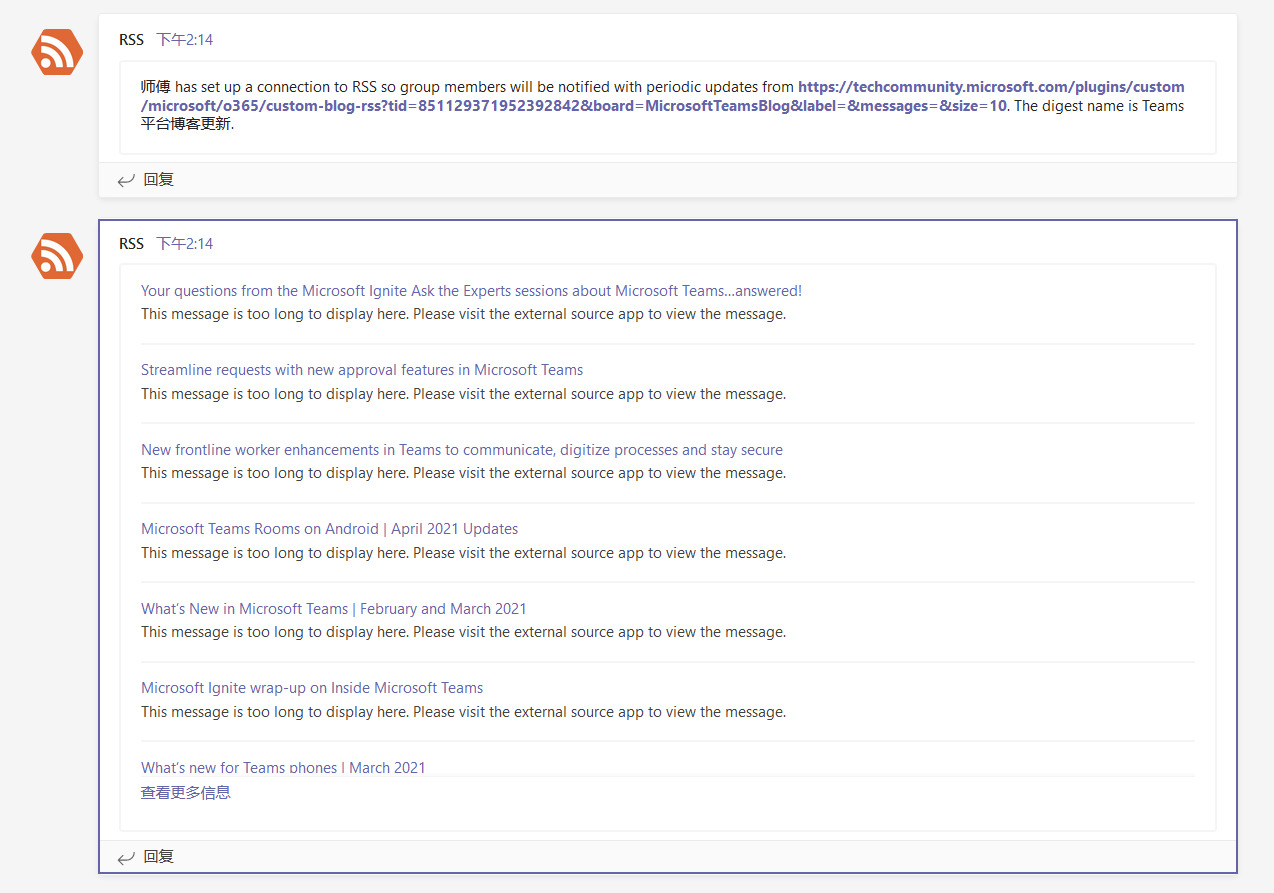 RSS 下午2:14
师傅 has set up a connection to RSS so group members will be notified with periodic updates from https://techcommunity.microsoft.com/plugins/custom
/microsoft/o365/custom-blog-rss?tid=851129371952392842&board=MicrosoftTeamsBlog&label=&messages=&size=10. The digest name is Teams
平台博客更新.
回复
RSS 下午2:14
Your questions from the Microsoft Ignite Ask the Experts sessions about Microsoft Teams…answered!
This message is too long to display here. Please visit the external source app to view the message.
Streamline requests with new approval features in Microsoft Teams
This message is too long to display here. Please visit the external source app to view the message.
New frontline worker enhancements in Teams to communicate, digitize processes and stay secure
This message is too long to display here. Please visit the external source app to view the message.
Microsoft Teams Rooms on Android | April 2021 Updates
This message is too long to display here. Please visit the external source app to view the message.
What's New in Microsoft Teams | February and March 2021
This message is too long to display here. Please visit the external source app to view the message.
Microsoft Ignite wrap-up on Inside Microsoft Teams
This message is too long to display here. Please visit the external source app to view the message.
What's new for Teams phones | March 2021
查看更多信息
回复